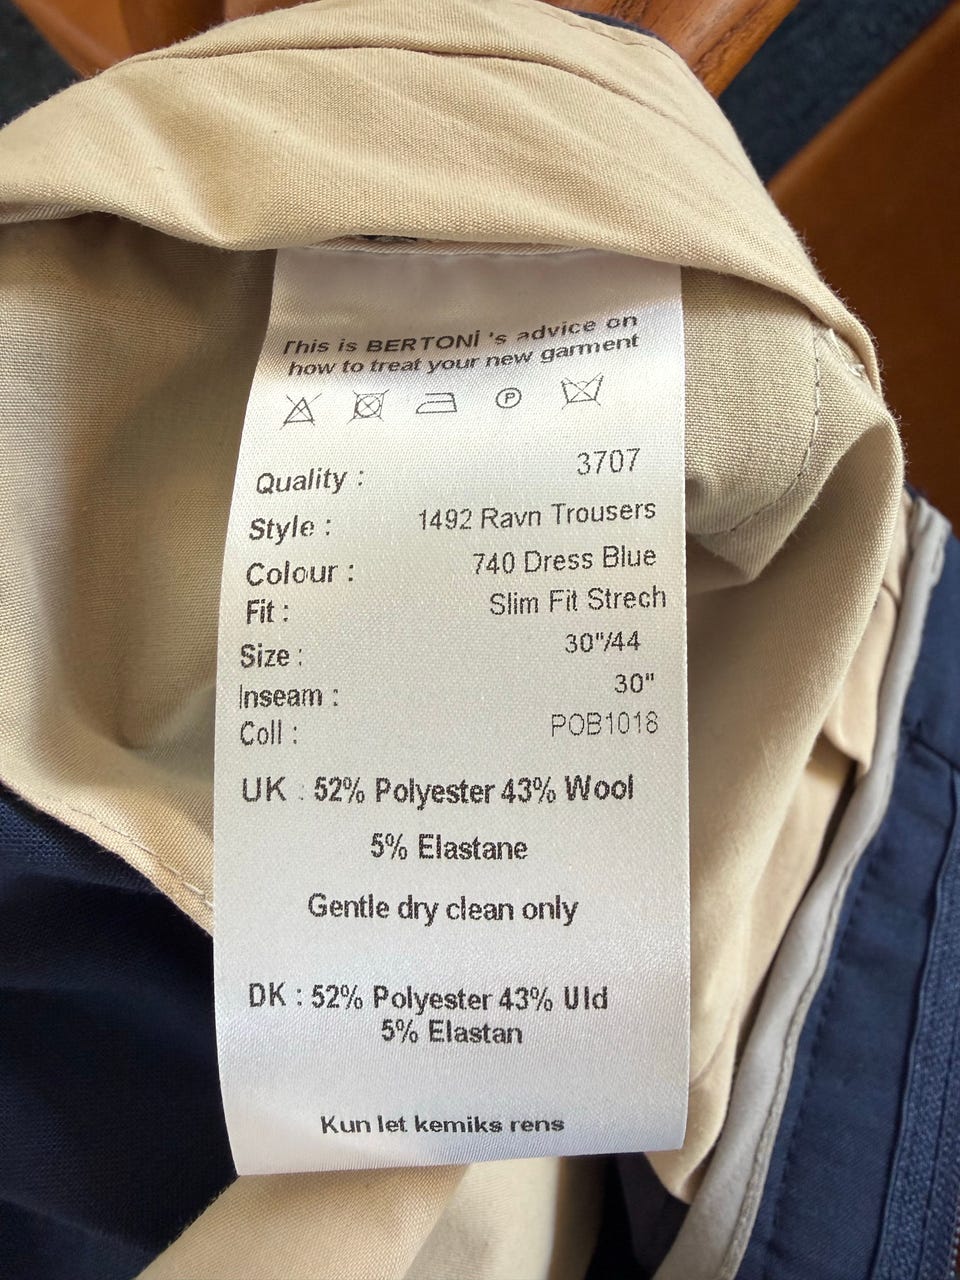 This is BERTONİ 's advice on
how to treat your new garment
P
Quality : 3707
Style : 1492 Ravn Trousers
Colour : 740 Dress Blue
Fit : Slim Fit Strech
Size : 30"/44
Inseam : 30"
Coll : POB1018
UK : 52% Polyester 43% Wool
5% Elastane
Gentle dry clean only
DK : 52% Polyester 43% Uld
5% Elastan
Kun let kemiks rens